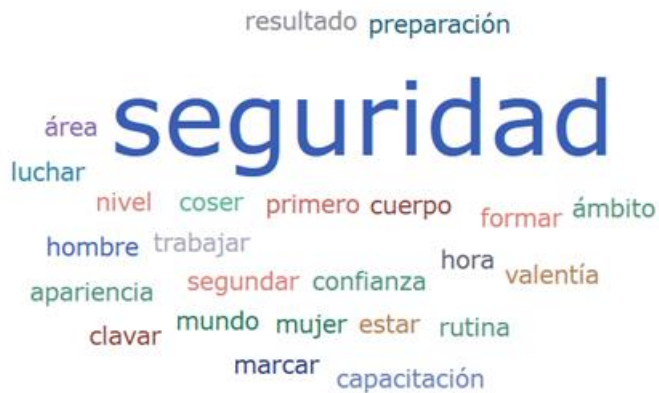 resultado preparación
seguridad
área
luchar
nivel coser primero cuerpo formar ámbito
hombre trabajar hora valentía
apariencia segundar confianza
clavar mundo mujer estar rutina
marcar capacitación